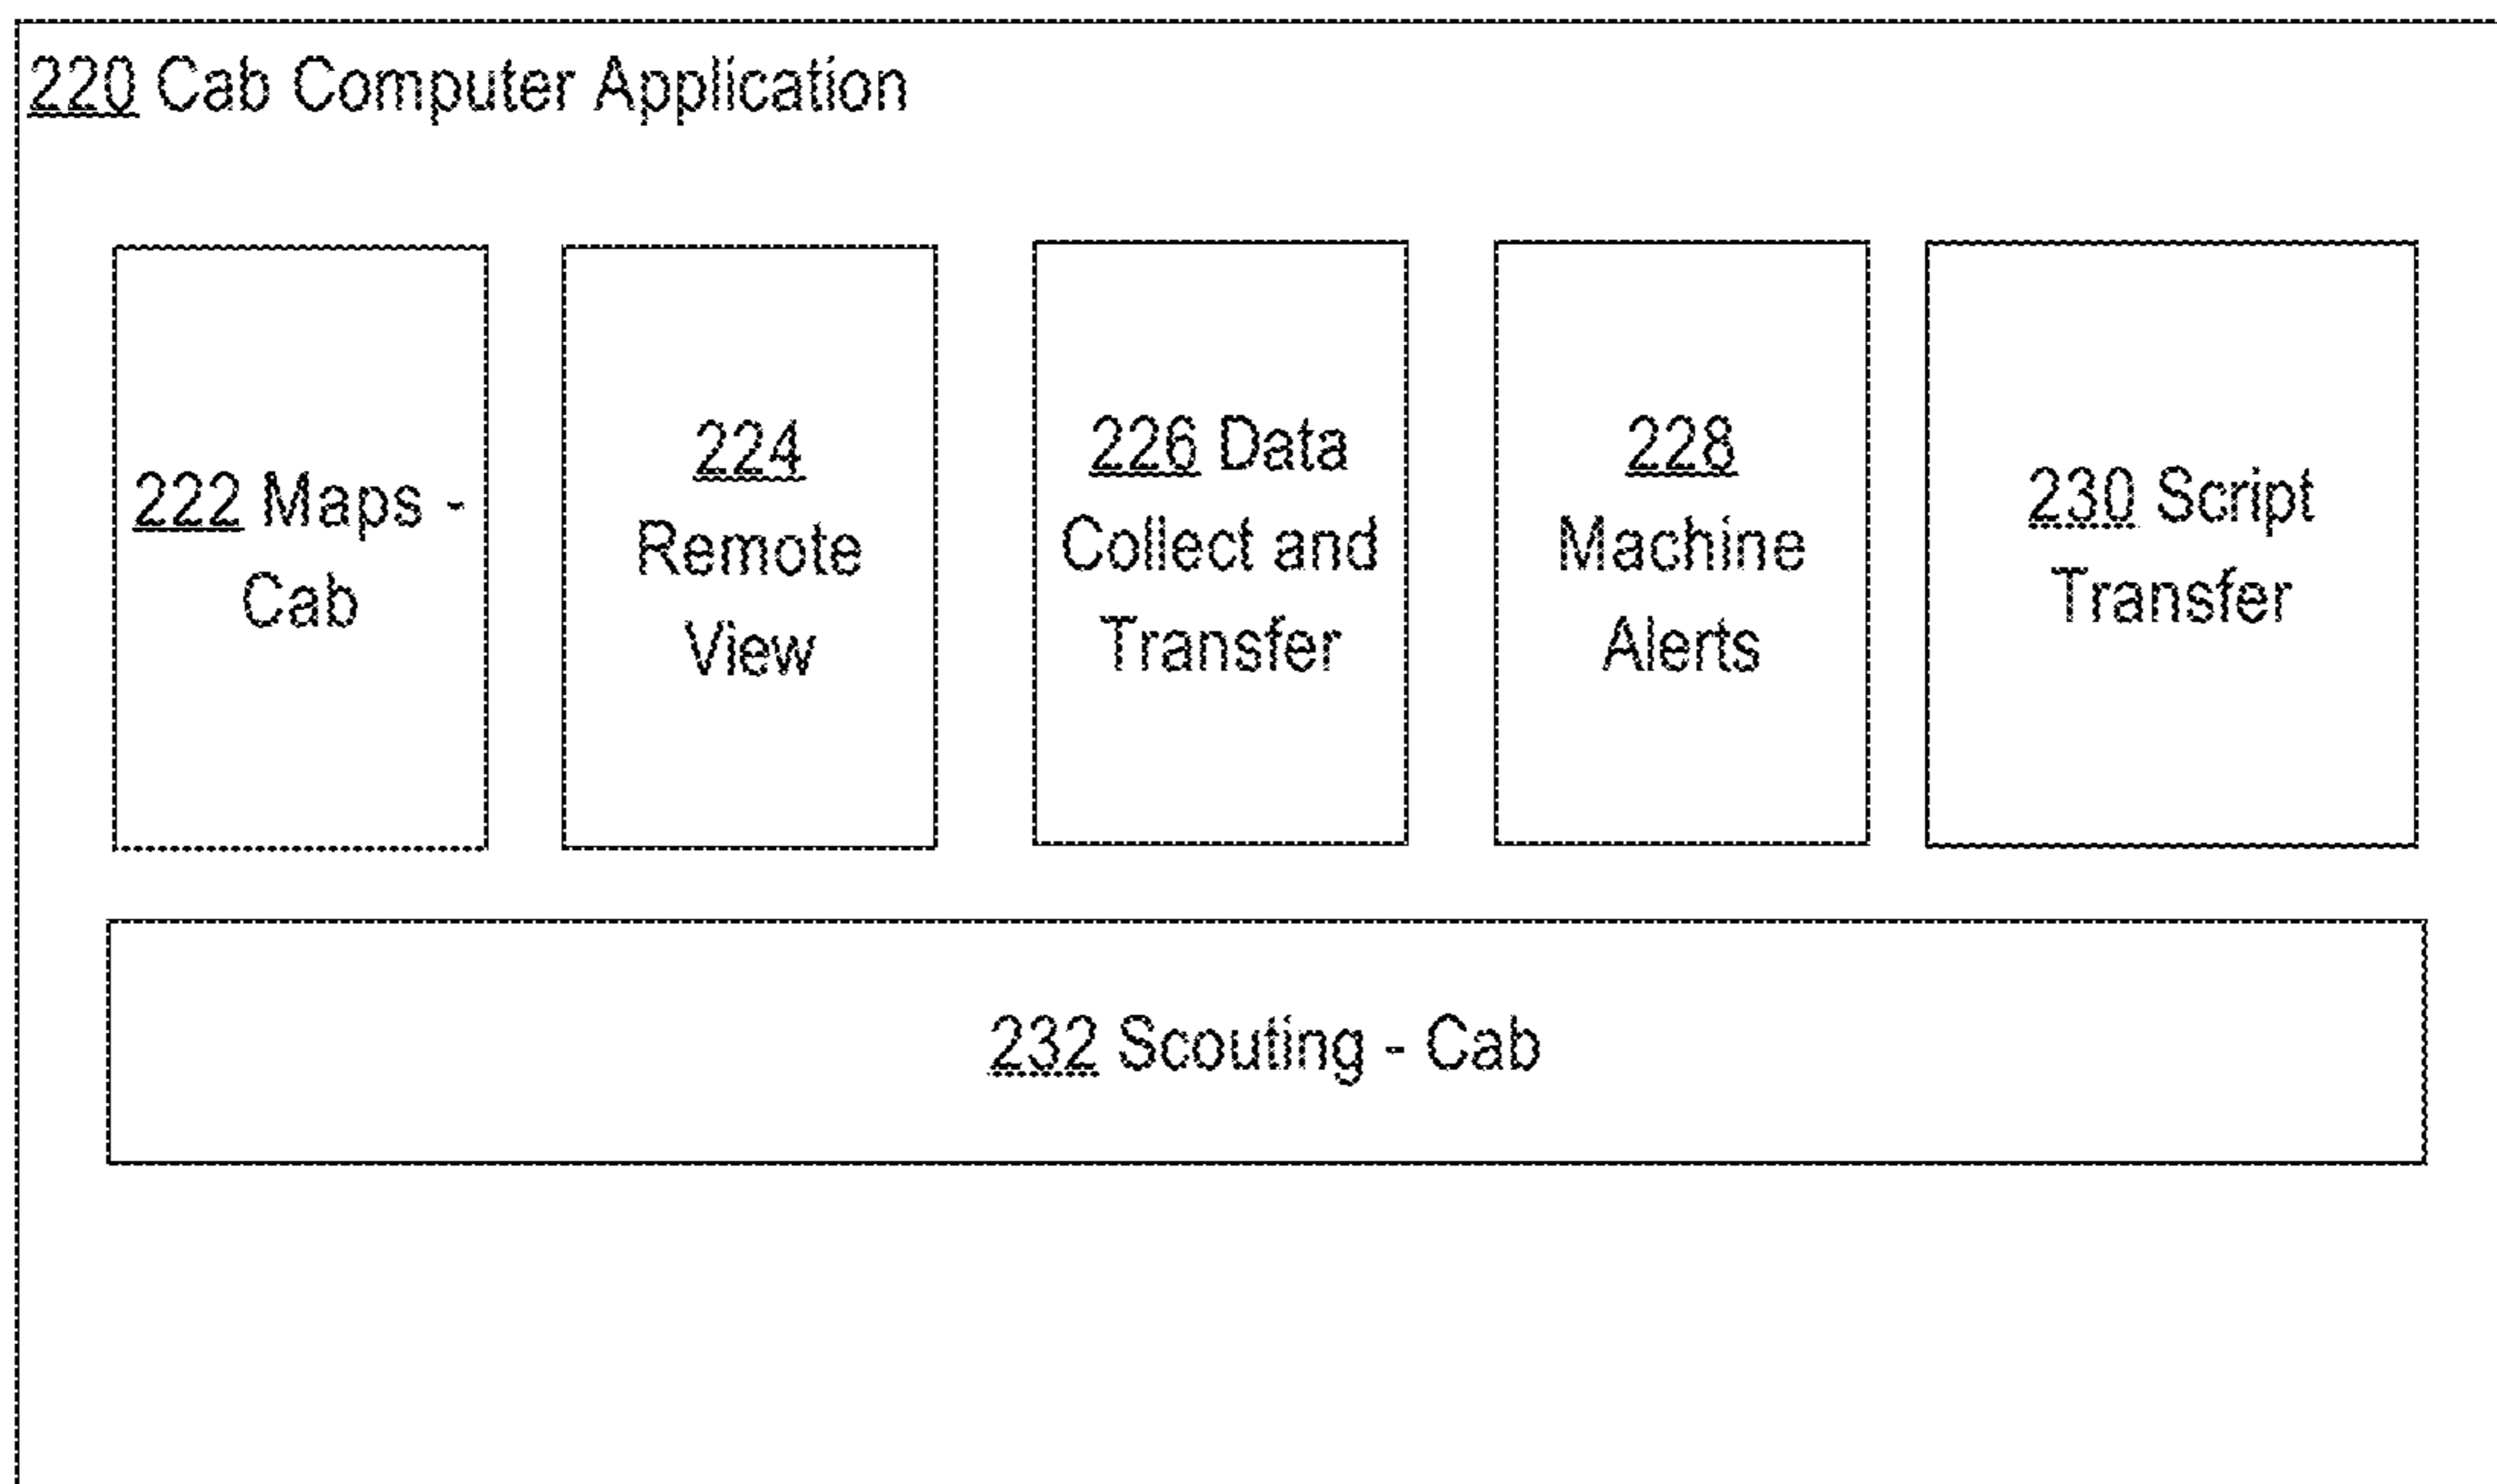 220 Cab Computer Application
222 Maps -
Cab
224
Remote
View
226 Data
Collect and
Transfer
228
Machine
Alerts
230 Script
Transfer
232 Scouting - Cab